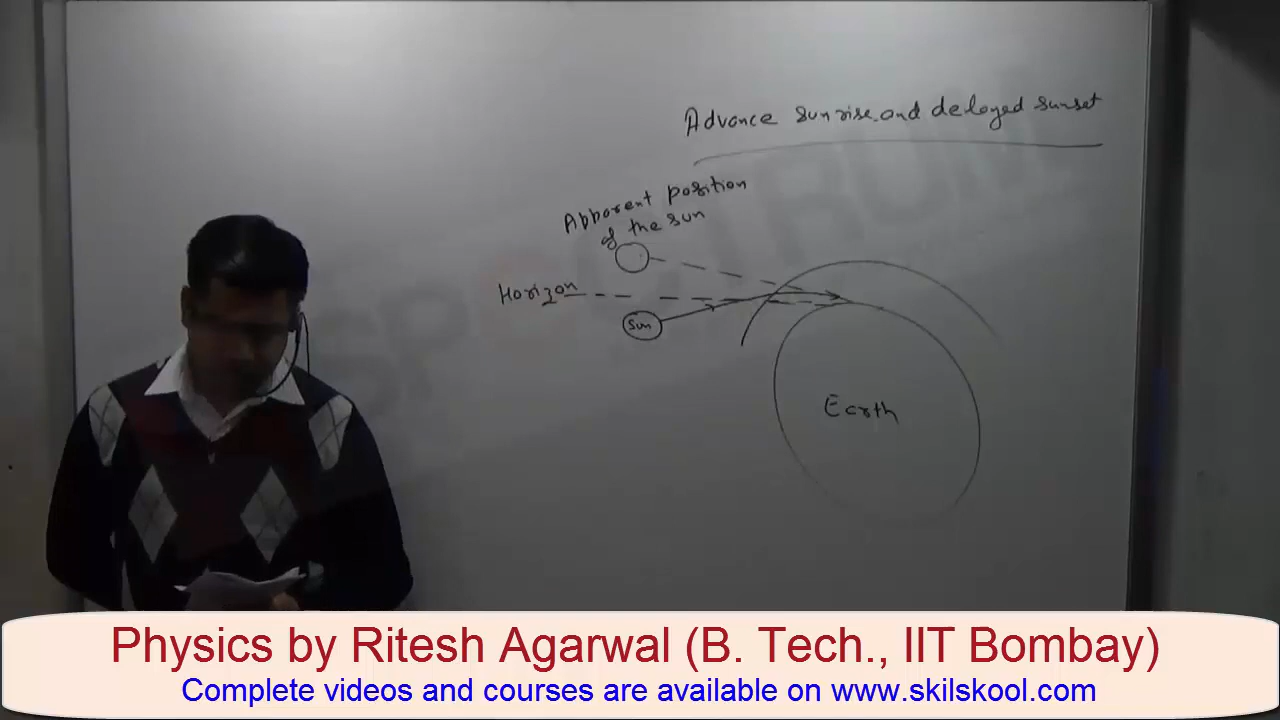 Advance sunrise and delayed sunset
Apparent position
of the sun
Horizon
Sun
Earth
SPECTRUM
Physics by Ritesh Agarwal (B. Tech., IIT Bombay)
Complete videos and courses are available on www.skilskool.com